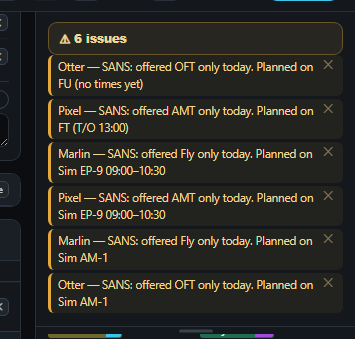 ⚠ 6 issues
Otter — SANS: offered OFT only today. Planned on
FU (no times yet)
Pixel — SANS: offered AMT only today. Planned on
FT (T/O 13:00)
Marlin — SANS: offered Fly only today. Planned on
Sim EP-9 09:00–10:30
Pixel — SANS: offered AMT only today. Planned on
Sim EP-9 09:00–10:30
Marlin — SANS: offered Fly only today. Planned on
Sim AM-1
Otter — SANS: offered OFT only today. Planned on
Sim AM-1